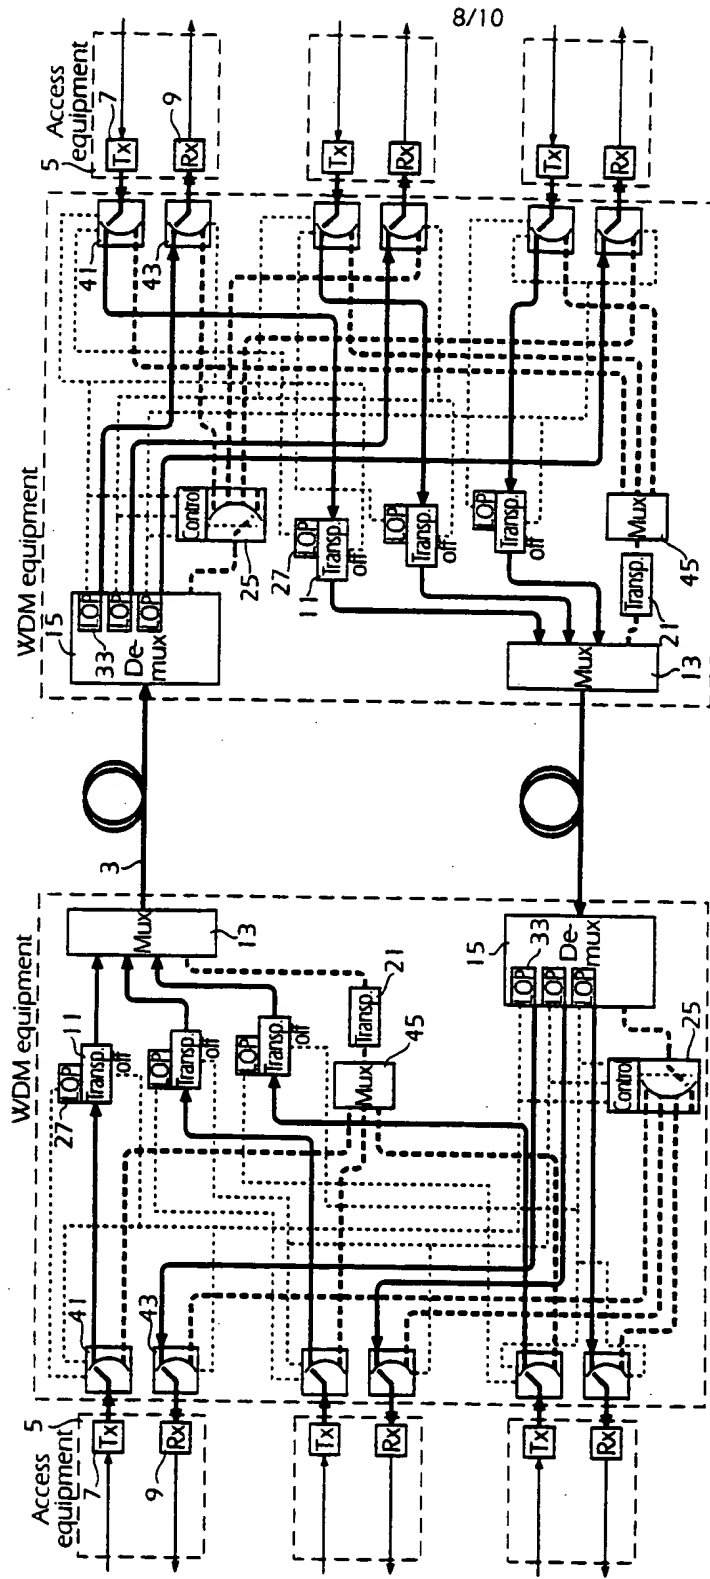 8/10
Access
equipment
5
7
Tx
9
Rx
41
43
Tx
Rx
Tx
Rx
WDM equipment
15
33
LOP
LOP
LOP
De-
mux
Control
25
27
LOP
11
Transp.
off
LOP
Transp.
off
LOP
Transp.
off
Mux
45
Transp.
21
Mux
13
3
WDM equipment
Mux
13
27
LOP
11
Transp.
off
LOP
Transp.
off
LOP
Transp.
off
Transp.
21
Mux
45
15
33
LOP
LOP
LOP
De-
mux
Control
25
41
43
Access
equipment
5
7
Tx
9
Rx
Tx
Rx
Tx
Rx